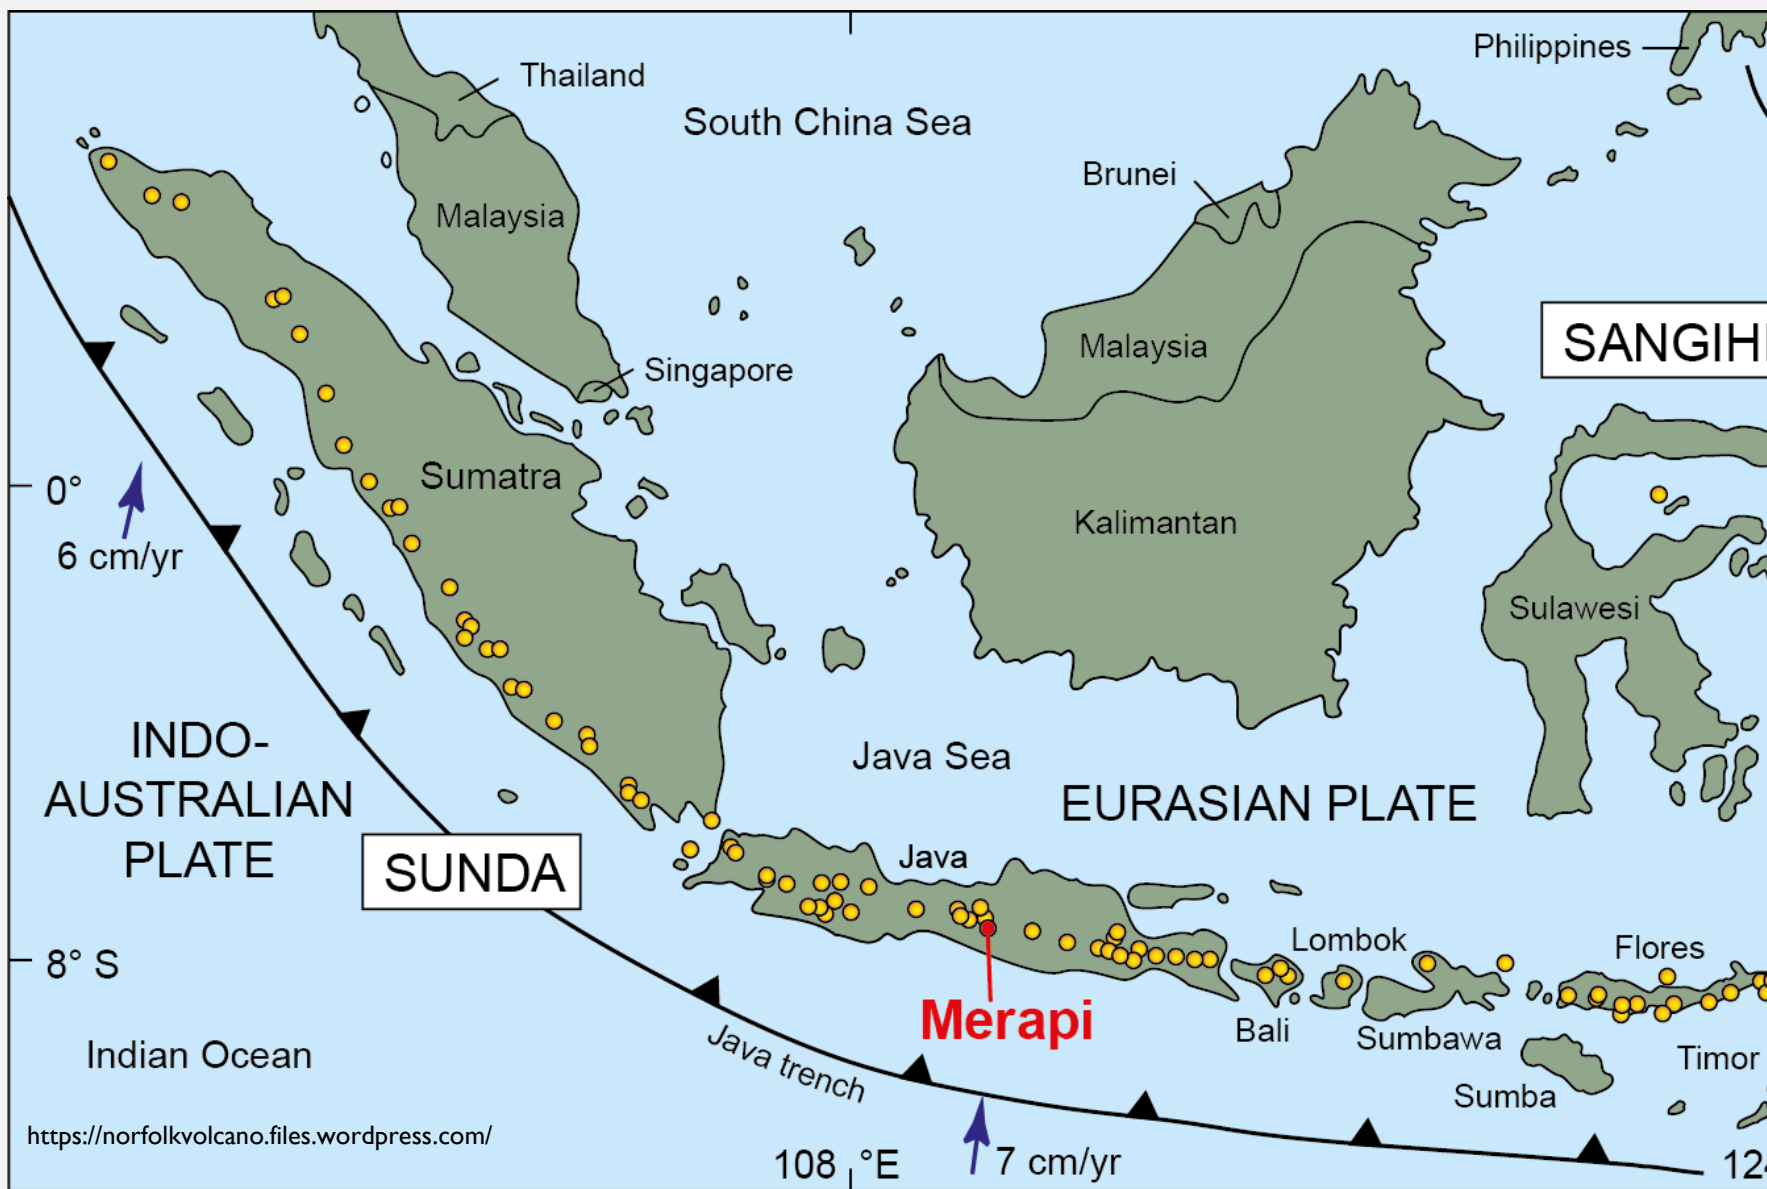 Philippines
Thailand
South China Sea
Brunei
Malaysia
Malaysia
SANGIH
Singapore
Sumatra
0°
6 cm/yr
Kalimantan
Sulawesi
INDO-
AUSTRALIAN
PLATE
Java Sea
EURASIAN PLATE
SUNDA
Java
8° S
Lombok
Flores
Merapi
Bali
Sumbawa
Java trench
Indian Ocean
Timor
Sumba
https://norfolkvolcano.files.wordpress.com/
108 °E
7 cm/yr
12